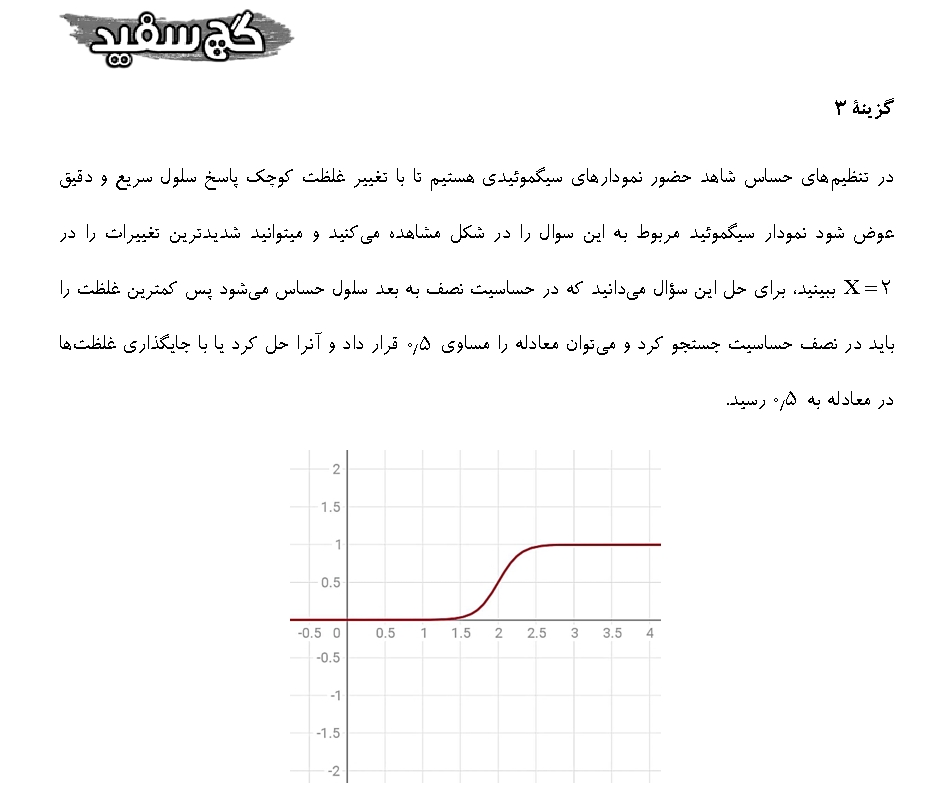 گچ سفید
گزینهٔ ۳
در تنظیم‌های حساس شاهد حضور نمودارهای سیگموئیدی هستیم تا با تغییر غلظت کوچک پاسخ سلول سریع و دقیق
عوض شود نمودار سیگموئید مربوط به این سوال را در شکل مشاهده می‌کنید و میتوانید شدیدترین تغییرات را در
X=۲ ببینید، برای حل این سؤال می‌دانید که در حساسیت نصف به بعد سلول حساس می‌شود پس کمترین غلظت را
باید در نصف حساسیت جستجو کرد و می‌توان معادله را مساوی ۰٫۵ قرار داد و آنرا حل کرد یا با جایگذاری غلظت‌ها
در معادله به ۰٫۵ رسید.
2
1.5
1
0.5
-0.5 0 0.5 1 1.5 2 2.5 3 3.5 4
-0.5
-1
-1.5
-2